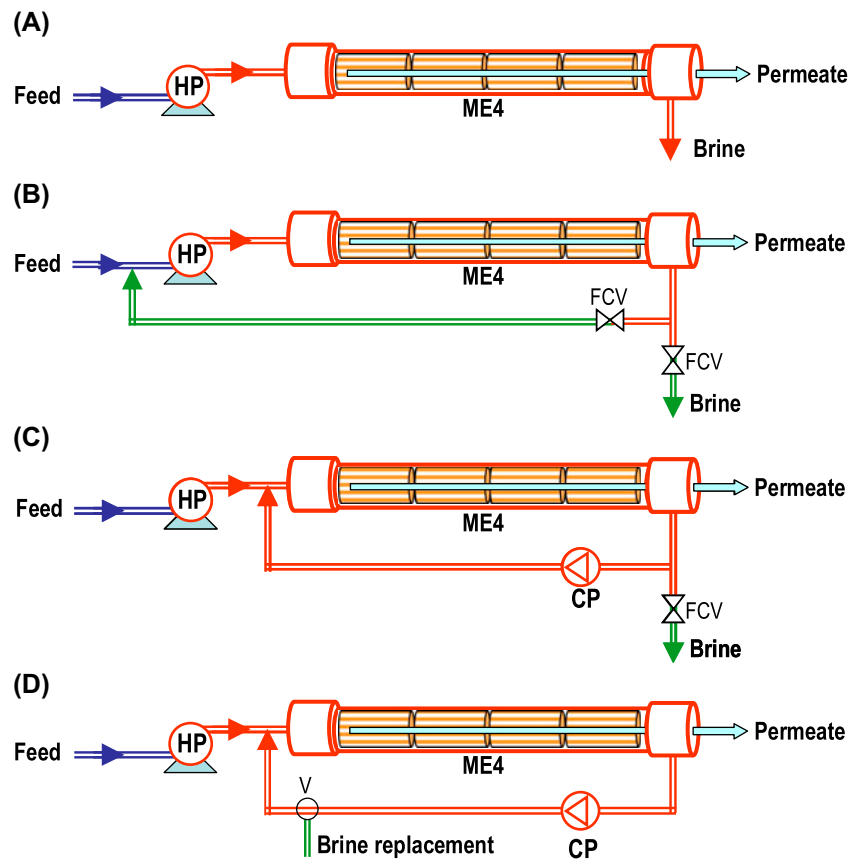 (A)
HP
Feed
ME4
Permeate
Brine
(B)
HP
Feed
ME4
Permeate
FCV
FCV
Brine
(C)
HP
Feed
ME4
Permeate
CP
FCV
Brine
(D)
HP
Feed
ME4
Permeate
V
Brine replacement
CP